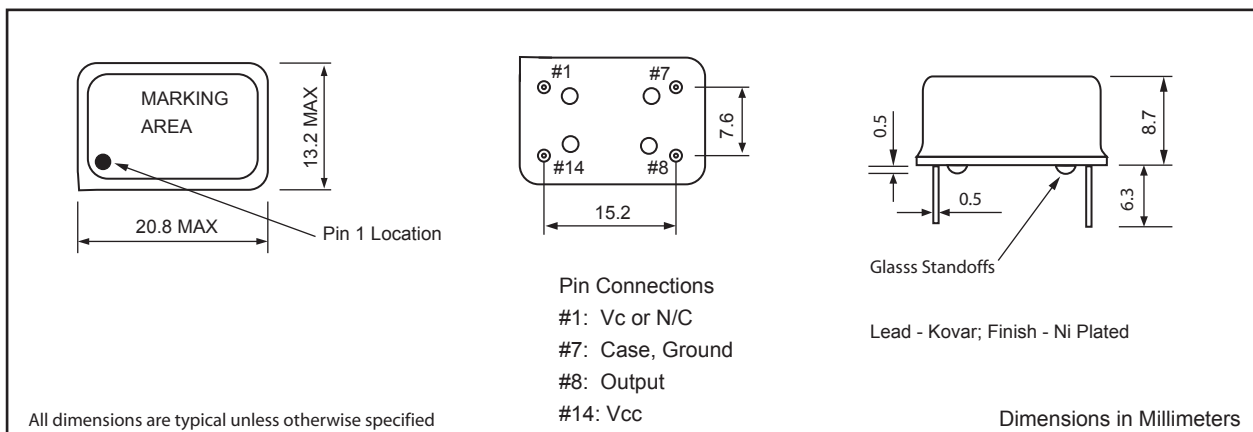 MARKING
AREA
13.2 MAX
20.8 MAX
Pin 1 Location
#1
#7
#14
#8
7.6
15.2
Pin Connections
#1: Vc or N/C
#7: Case, Ground
#8: Output
#14: Vcc
0.5
8.7
0.5
6.3
Glasss Standoffs
Lead - Kovar; Finish - Ni Plated
All dimensions are typical unless otherwise specified
Dimensions in Millimeters